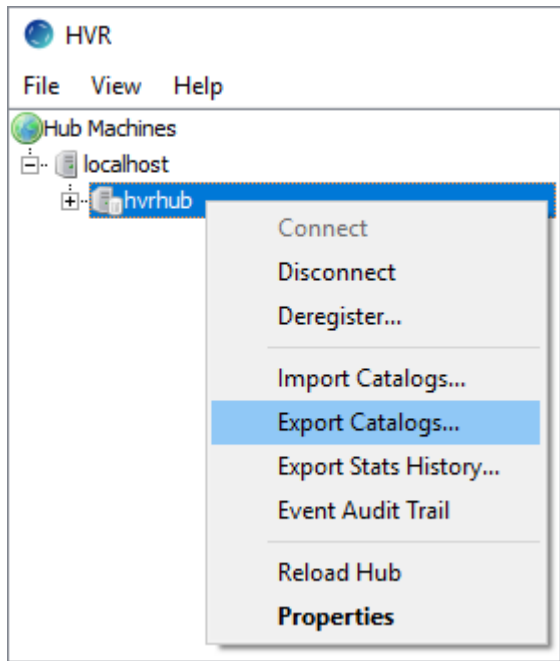 HVR
File View Help
Hub Machines
localhost
hvrhub
Connect
Disconnect
Deregister...
Import Catalogs...
Export Catalogs...
Export Stats History...
Event Audit Trail
Reload Hub
Properties